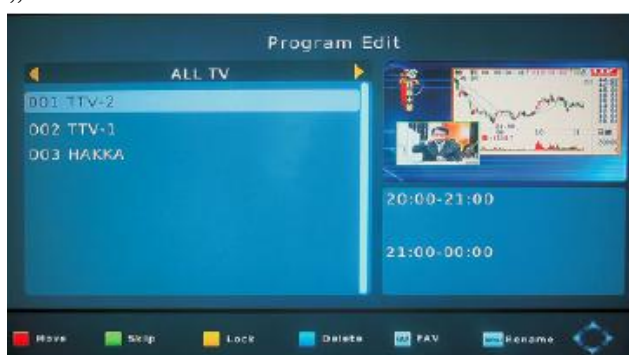 Program Edit
ALL TV
001 TTV-2
002 TTV-1
003 HAKKA
20:00-21:00
21:00-00:00
Move Skip Lock Delete FAV Rename